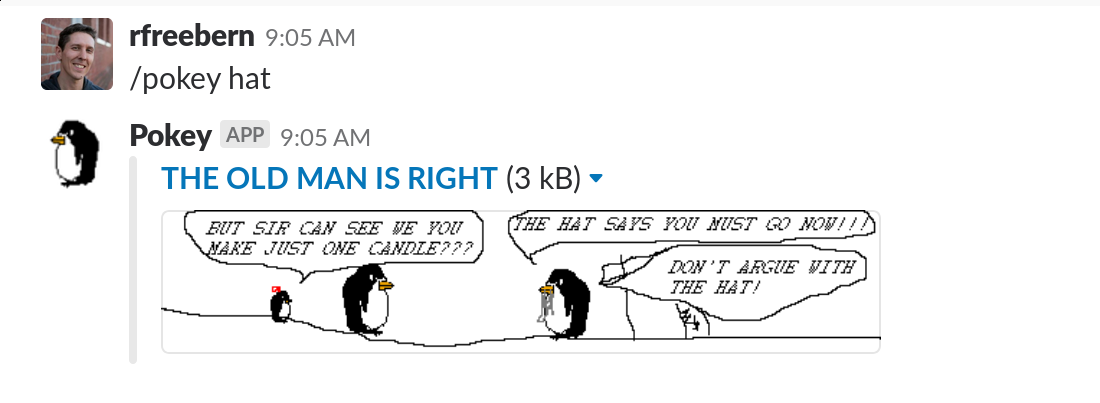 rfreebern 9:05 AM
/pokey hat
Pokey APP 9:05 AM
THE OLD MAN IS RIGHT (3 kB)
BUT SIR CAN SEE WE YOU
MAKE JUST ONE CANDLE???
THE HAT SAYS YOU MUST GO NOW!!!
DON'T ARGUE WITH
THE HAT!